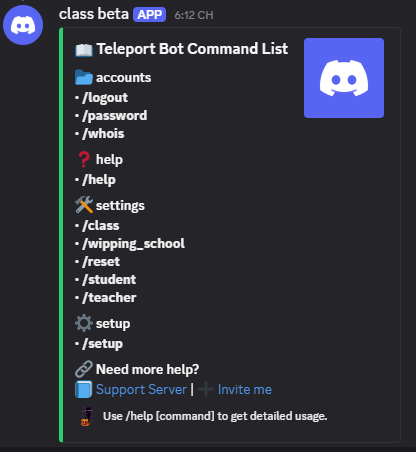 class beta APP 6:12 CH
Teleport Bot Command List
accounts
• /logout
• /password
• /whois
help
• /help
settings
• /class
• /wipping_school
• /reset
• /student
• /teacher
setup
• /setup
Need more help?
Support Server | Invite me
Use /help [command] to get detailed usage.